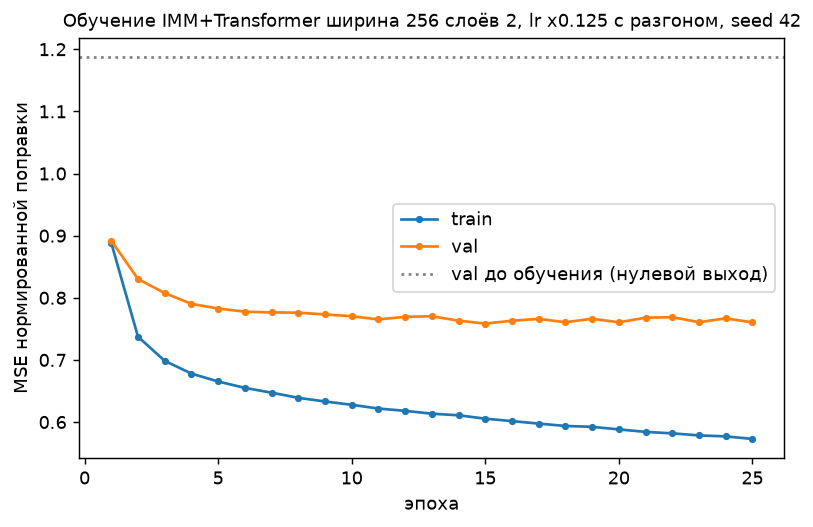 Обучение IMM+Transformer ширина 256 слоёв 2, lr x0.125 с разгоном, seed 42
MSE нормированной поправки
1.2
1.1
1.0
0.9
0.8
0.7
0.6
train
val
val до обучения (нулевой выход)
0
5
10
15
20
25
эпоха